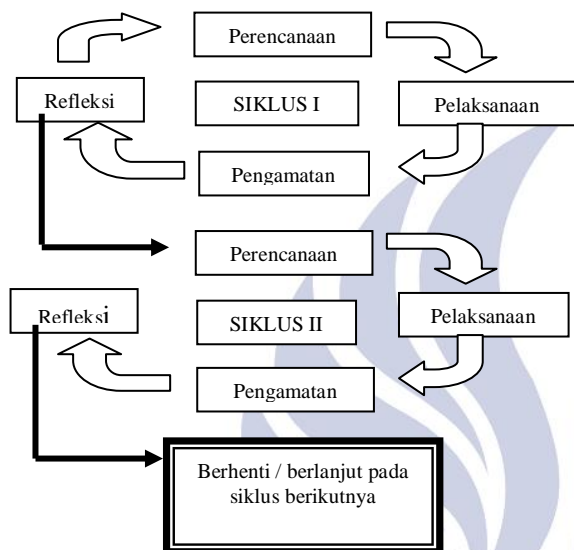 Perencanaan
Refleksi
SIKLUS I
Pelaksanaan
Pengamatan
Perencanaan
Refleksi
SIKLUS II
Pelaksanaan
Pengamatan
Berhenti / berlanjut pada
siklus berikutnya